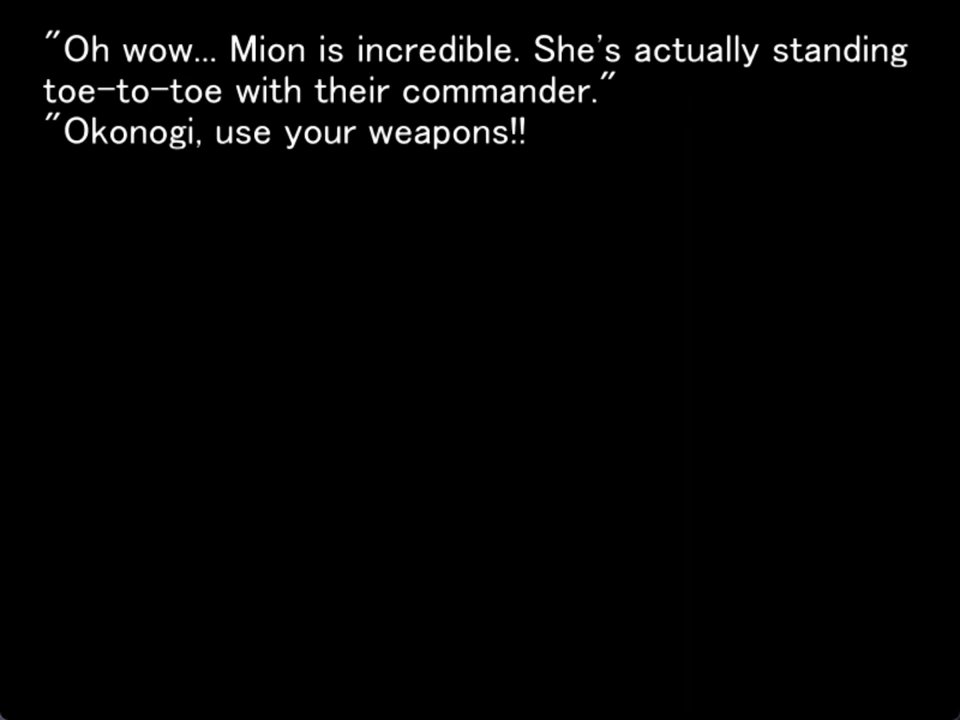 "Oh wow... Mion is incredible. She's actually standing
toe-to-toe with their commander."
"Okonogi, use your weapons!!